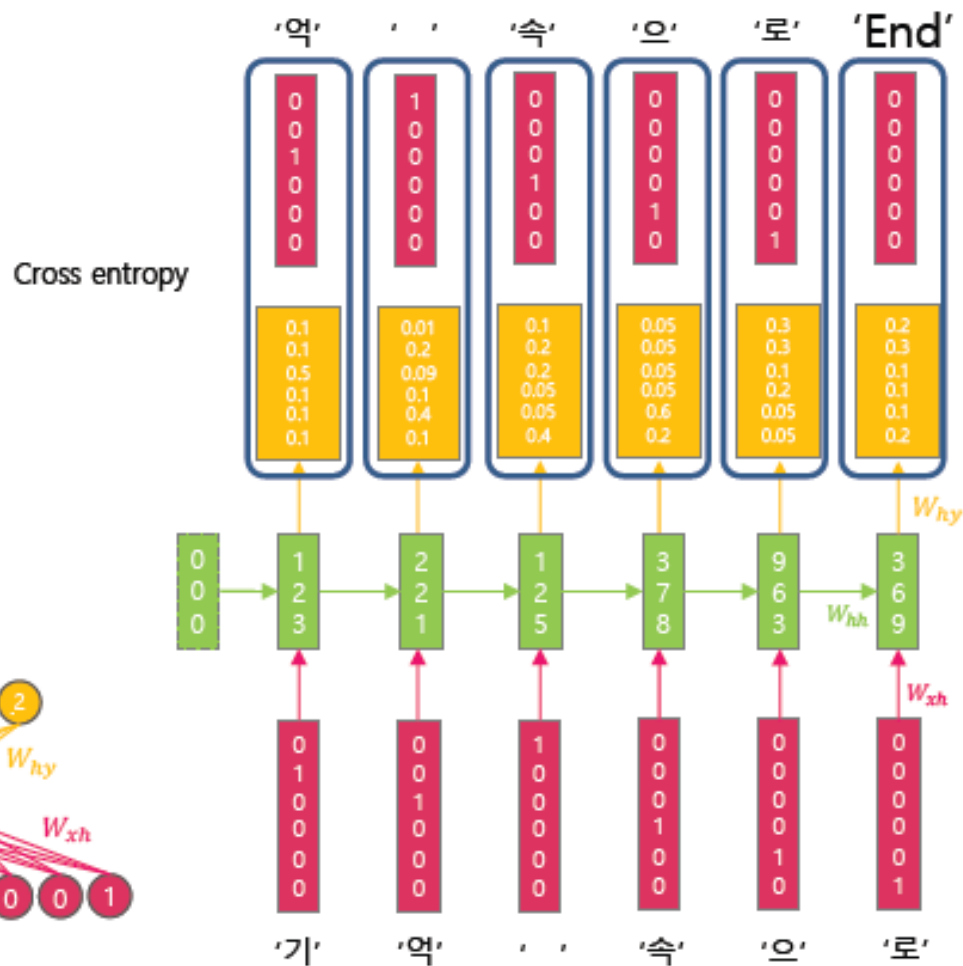 '억' ' ' '속' '으' '로' 'End'
0 1 0 0 0 0
0 0 0 0 0 0
1 0 0 0 0 0
0 0 1 0 0 0
0 0 0 1 0 0
0 0 0 0 1 0
Cross entropy
0.1 0.01 0.1 0.05 0.3 0.2
0.1 0.2 0.2 0.05 0.3 0.3
0.5 0.09 0.2 0.05 0.1 0.1
0.1 0.1 0.05 0.05 0.2 0.1
0.1 0.4 0.05 0.6 0.05 0.1
0.1 0.1 0.4 0.2 0.05 0.2
Why
0 1 2 1 3 9 3
0 2 2 2 7 6 6
0 3 1 5 8 3 9
Whh
Wxh
2
Why
0 0 1 0 0 0
1 0 0 0 0 0
0 1 0 0 0 0
0 0 0 1 0 0
0 0 0 0 1 0
0 0 0 0 0 1
Wxh
0 0 1
'기' '억' ' ' '속' '으' '로'